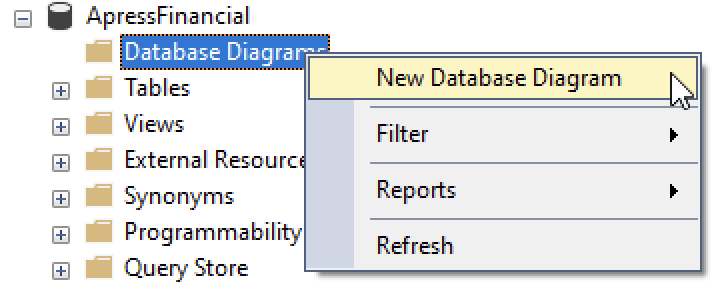 ApressFinancial
Database Diagrams
New Database Diagram
Tables
Views
Filter
External Resource
Synonyms
Reports
Programmability
Refresh
Query Store